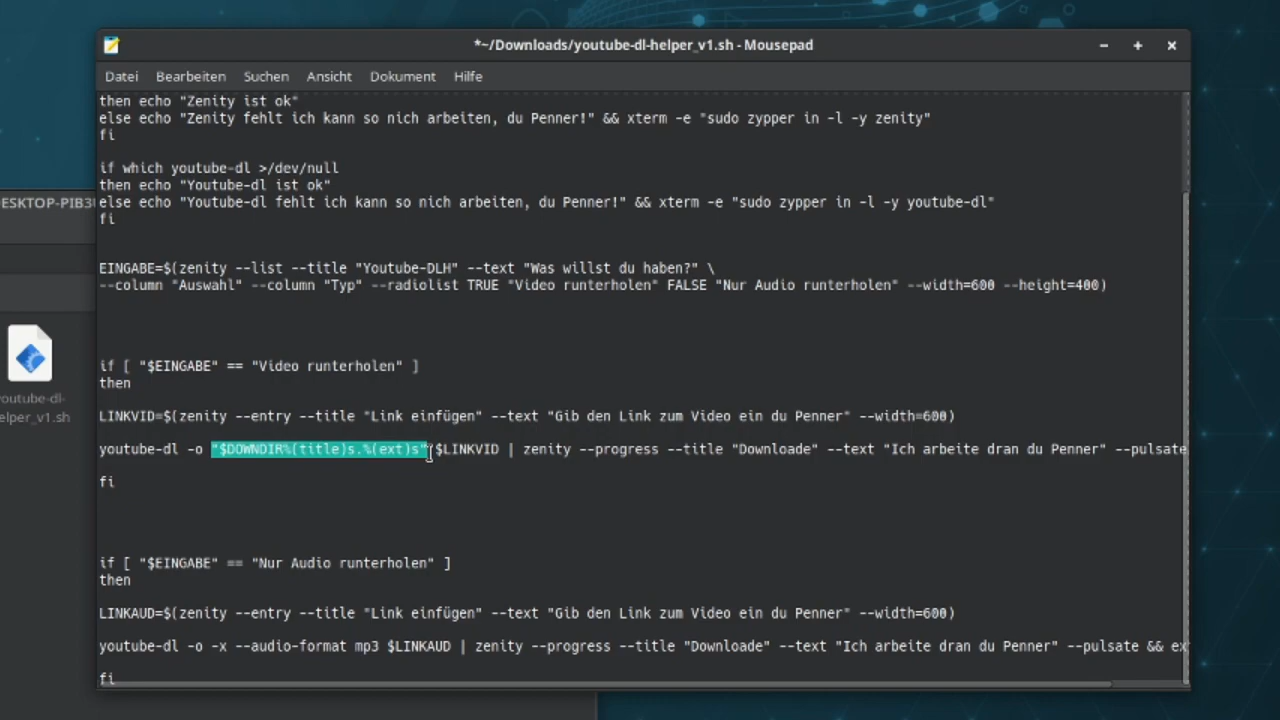 *~/Downloads/youtube-dl-helper_v1.sh - Mousepad
Datei Bearbeiten Suchen Ansicht Dokument Hilfe
then echo "Zenity ist ok"
else echo "Zenity fehlt ich kann so nich arbeiten, du Penner!" && xterm -e "sudo zypper in -l -y zenity"
fi
if which youtube-dl >/dev/null
then echo "Youtube-dl ist ok"
else echo "Youtube-dl fehlt ich kann so nich arbeiten, du Penner!" && xterm -e "sudo zypper in -l -y youtube-dl"
fi
EINGABE=$(zenity --list --title "Youtube-DLH" --text "Was willst du haben?" \
--column "Auswahl" --column "Typ" --radiolist TRUE "Video runterholen" FALSE "Nur Audio runterholen" --width=600 --height=400)
if [ "$EINGABE" == "Video runterholen" ]
then
LINKVID=$(zenity --entry --title "Link einfügen" --text "Gib den Link zum Video ein du Penner" --width=600)
youtube-dl -o "$DOWNDIR%(title)s.%(ext)s" $LINKVID | zenity --progress --title "Downloade" --text "Ich arbeite dran du Penner" --pulsate
fi
if [ "$EINGABE" == "Nur Audio runterholen" ]
then
LINKAUD=$(zenity --entry --title "Link einfügen" --text "Gib den Link zum Video ein du Penner" --width=600)
youtube-dl -o -x --audio-format mp3 $LINKAUD | zenity --progress --title "Downloade" --text "Ich arbeite dran du Penner" --pulsate && ex
fi
ESKTOP-PIB3
outube-dl-
elper_v1.sh